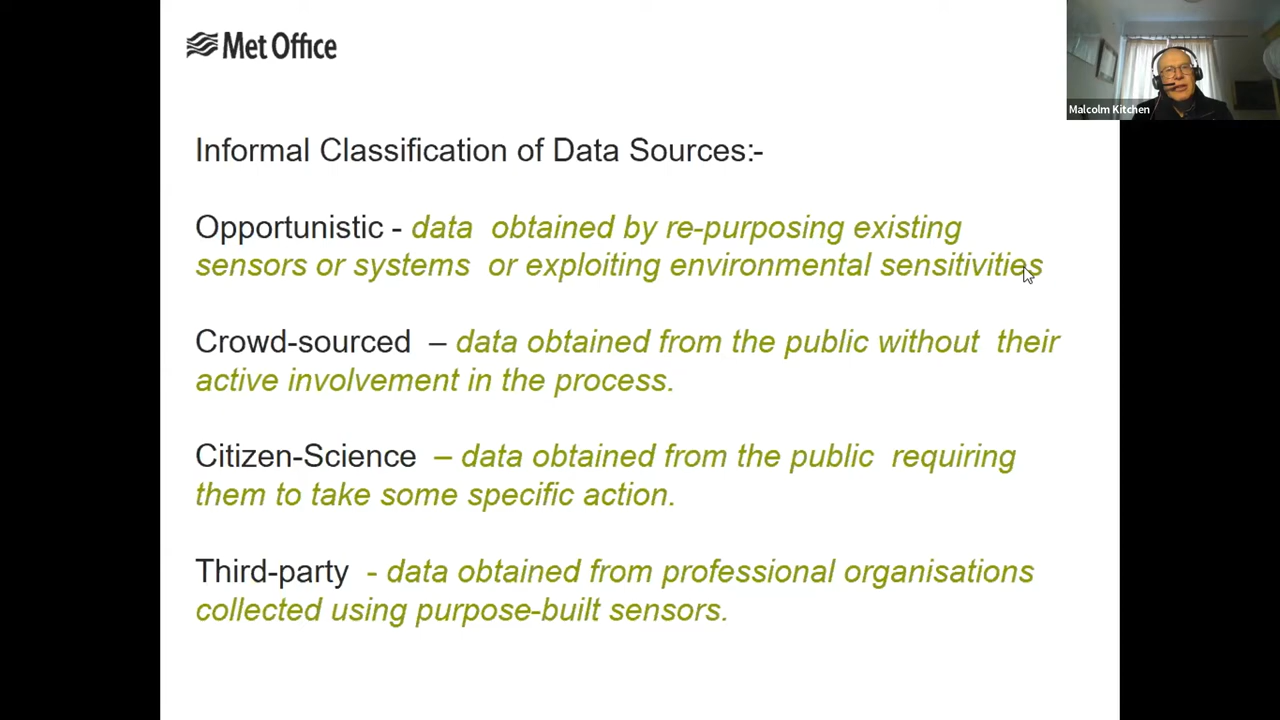 Met Office
Malcolm Kitchen
Informal Classification of Data Sources:-
Opportunistic - data obtained by re-purposing existing
sensors or systems or exploiting environmental sensitivities
Crowd-sourced – data obtained from the public without their
active involvement in the process.
Citizen-Science – data obtained from the public requiring
them to take some specific action.
Third-party - data obtained from professional organisations
collected using purpose-built sensors.